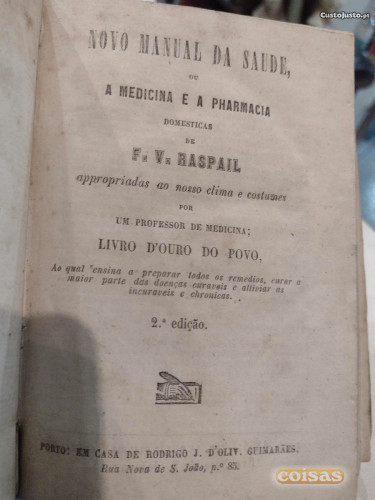 CustoJusto.pt
NOVO MANUAL DA SAUDE,
OU
A MEDICINA E A PHARMACIA
DOMESTICAS
DE
F. V. RASPAIL
appropriadas ao nosso clima e costumes
POR
UM PROFESSOR DE MEDICINA;
LIVRO D'OURO DO POVO,
Ao qual ensina a preparar todos os remedios, curar a
maior parte das doenças curaveis e alliviar as
incuraveis e chronicas.
2.ª edição.
PORTO: EM CASA DE RODRIGO J. D'OLIV. GUIMARÃES.
Rua Nova de S. João, n.º 85.
coisas